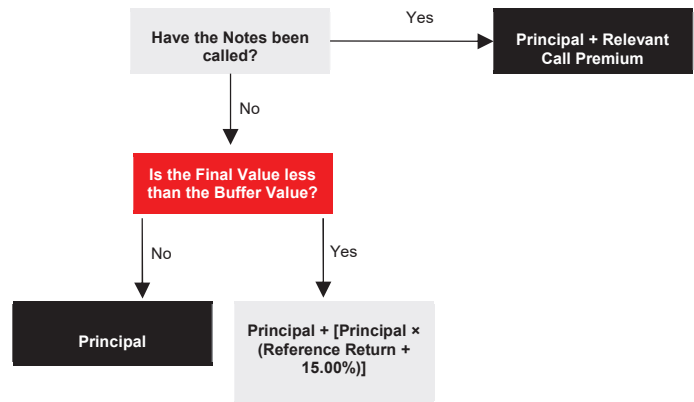 Have the Notes been
called?
Yes
Principal + Relevant
Call Premium
No
Is the Final Value less
than the Buffer Value?
No
Yes
Principal
Principal + [Principal ×
(Reference Return +
15.00%)]